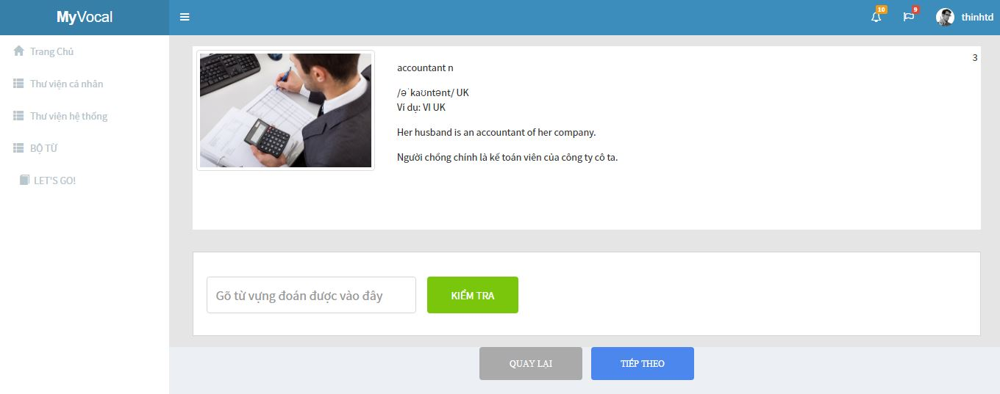 MyVocal
10
9
thinhtd
Trang Chủ
Thư viện cá nhân
Thư viện hệ thống
BỘ TỪ
LET'S GO!
3
accountant n
/əˈkaʊntənt/ UK
Ví dụ: VI UK
Her husband is an accountant of her company.
Người chồng chính là kế toán viên của công ty cô ta.
Gõ từ vựng đoán được vào đây
KIỂM TRA
QUAY LẠI
TIẾP THEO